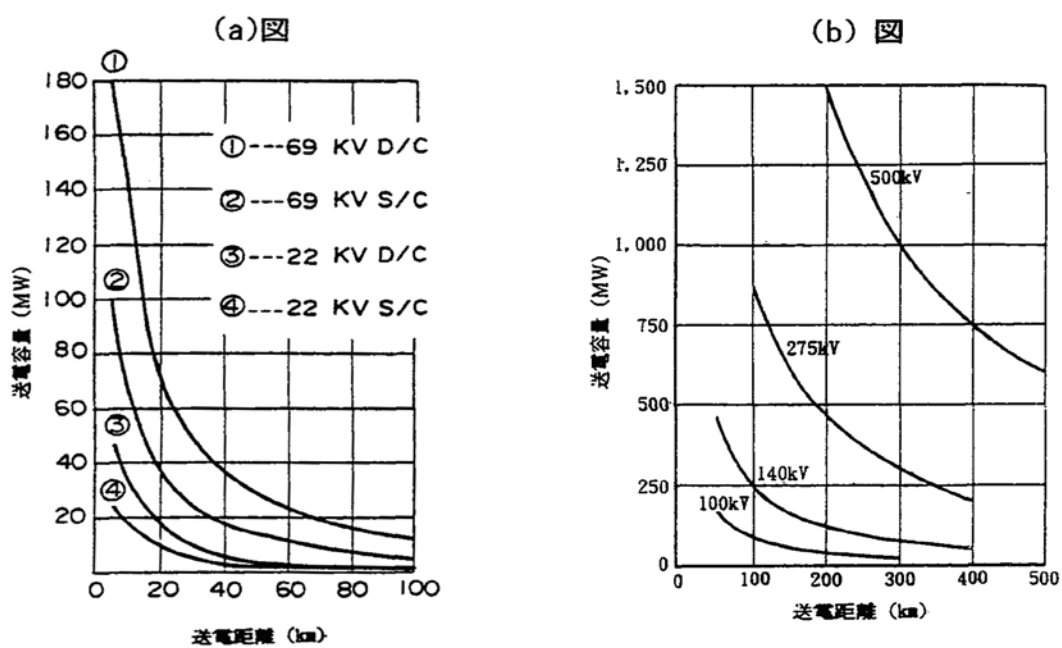 (a)図
①
180
160
140
120
100
80
60
40
20
②
③
④
①---69 KV D/C
②---69 KV S/C
③---22 KV D/C
④---22 KV S/C
送電容量 (MW)
0 20 40 60 80 100
送電距離 (km)
(b) 図
1,500
1,250
1,000
750
500
250
0
500kV
275kV
140kV
100kV
送電容量 (MW)
0 100 200 300 400 500
送電距離 (km)